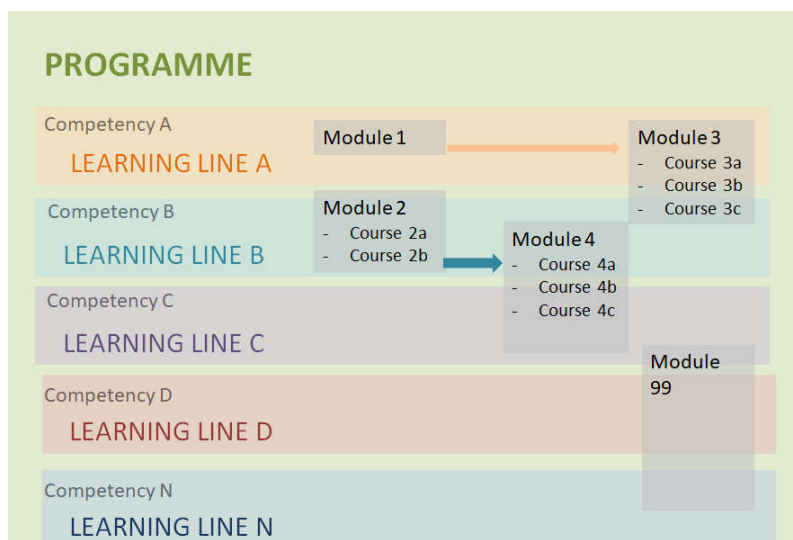 PROGRAMME
Competency A
LEARNING LINE A
Module 1
Module 3
- Course 3a
- Course 3b
- Course 3c
Competency B
LEARNING LINE B
Module 2
- Course 2a
- Course 2b
Module 4
- Course 4a
- Course 4b
- Course 4c
Competency C
LEARNING LINE C
Module
99
Competency D
LEARNING LINE D
Competency N
LEARNING LINE N